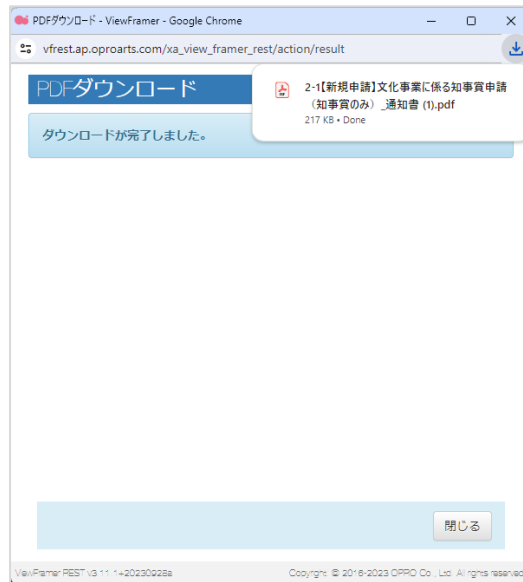 PDFダウンロード - ViewFramer - Google Chrome
vfrest.ap.oproarts.com/xa_view_framer_rest/action/result
PDFダウンロード
2-1【新規申請】文化事業に係る知事賞申請
（知事賞のみ）_通知書 (1).pdf
217 KB • Done
ダウンロードが完了しました。
閉じる
ViewFramer REST v3.11.1+20230928a
Copyright © 2016-2023 OPRO Co., Ltd. All rights reserved.